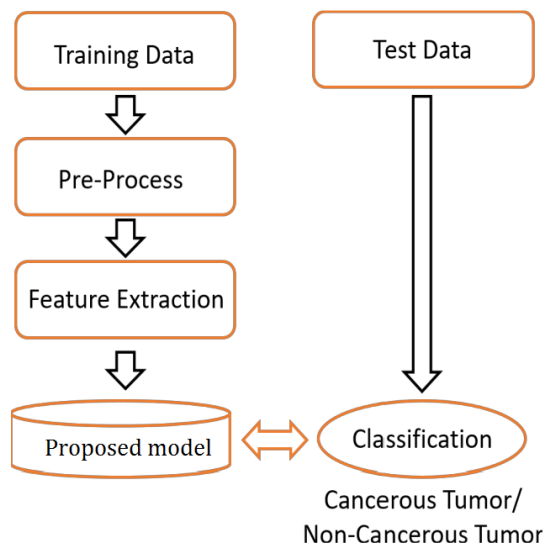 Training Data
Test Data
Pre-Process
Feature Extraction
Proposed model
Classification
Cancerous Tumor/
Non-Cancerous Tumor